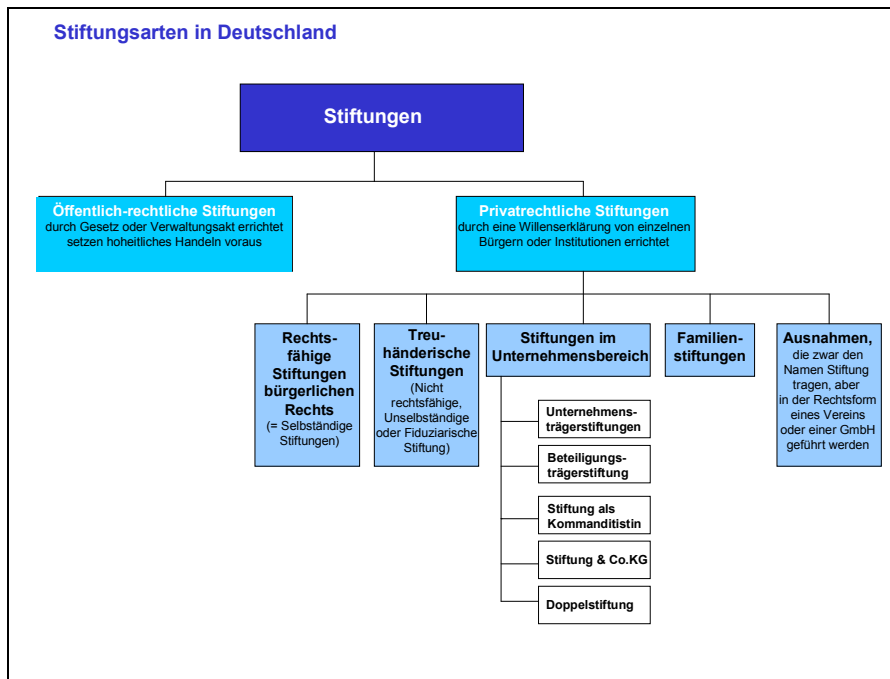 Stiftungsarten in Deutschland
Stiftungen
Öffentlich-rechtliche Stiftungen
durch Gesetz oder Verwaltungsakt errichtet
setzen hoheitliches Handeln voraus
Privatrechtliche Stiftungen
durch eine Willenserklärung von einzelnen
Bürgern oder Institutionen errichtet
Rechts-
fähige
Stiftungen
bürgerlichen
Rechts
(= Selbständige
Stiftungen)
Treu-
händerische
Stiftungen
(Nicht
rechtsfähige,
Unselbständige
oder Fiduziarische
Stiftung)
Stiftungen im
Unternehmensbereich
Unternehmens-
trägerstiftungen
Beteiligungs-
trägerstiftung
Stiftung als
Kommanditistin
Stiftung & Co.KG
Doppelstiftung
Familien-
stiftungen
Ausnahmen,
die zwar den
Namen Stiftung
tragen, aber
in der Rechtsform
eines Vereins
oder einer GmbH
geführt werden